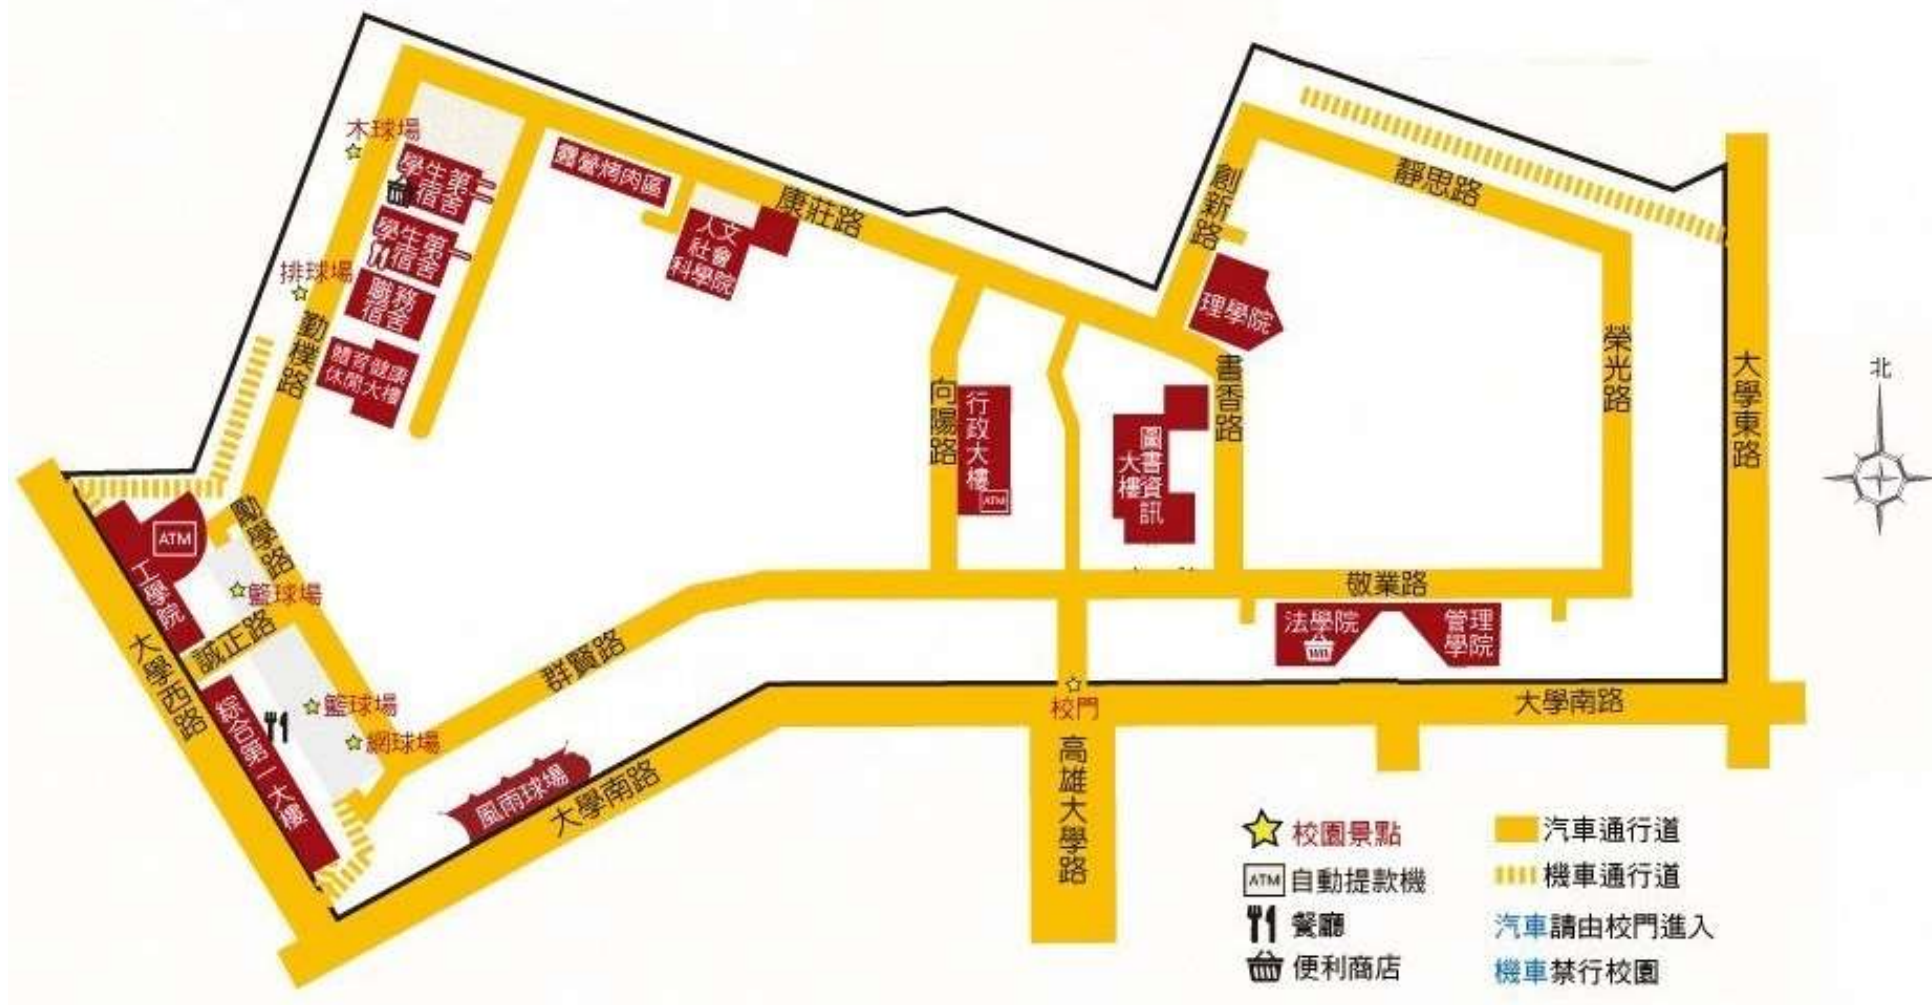 木球場
學生第二
宿舍
學生第一
宿舍
排球場
職務
宿舍
體育健康
休閒大樓
勤樸路
露營烤肉區
人文
社會
科學院
康莊路
創新路
靜思路
理學院
榮光路
大學東路
北
向陽路
行政大樓
ATM
圖書資訊
大樓
書香路
敬業路
法學院
管理
學院
ATM
工學院
勵學路
籃球場
誠正路
大學西路
籃球場
網球場
綜合第一大樓
群賢路
風雨球場
大學南路
校門
大學南路
高雄大學路
校園景點
ATM 自動提款機
餐廳
便利商店
汽車通行道
機車通行道
汽車請由校門進入
機車禁行校園